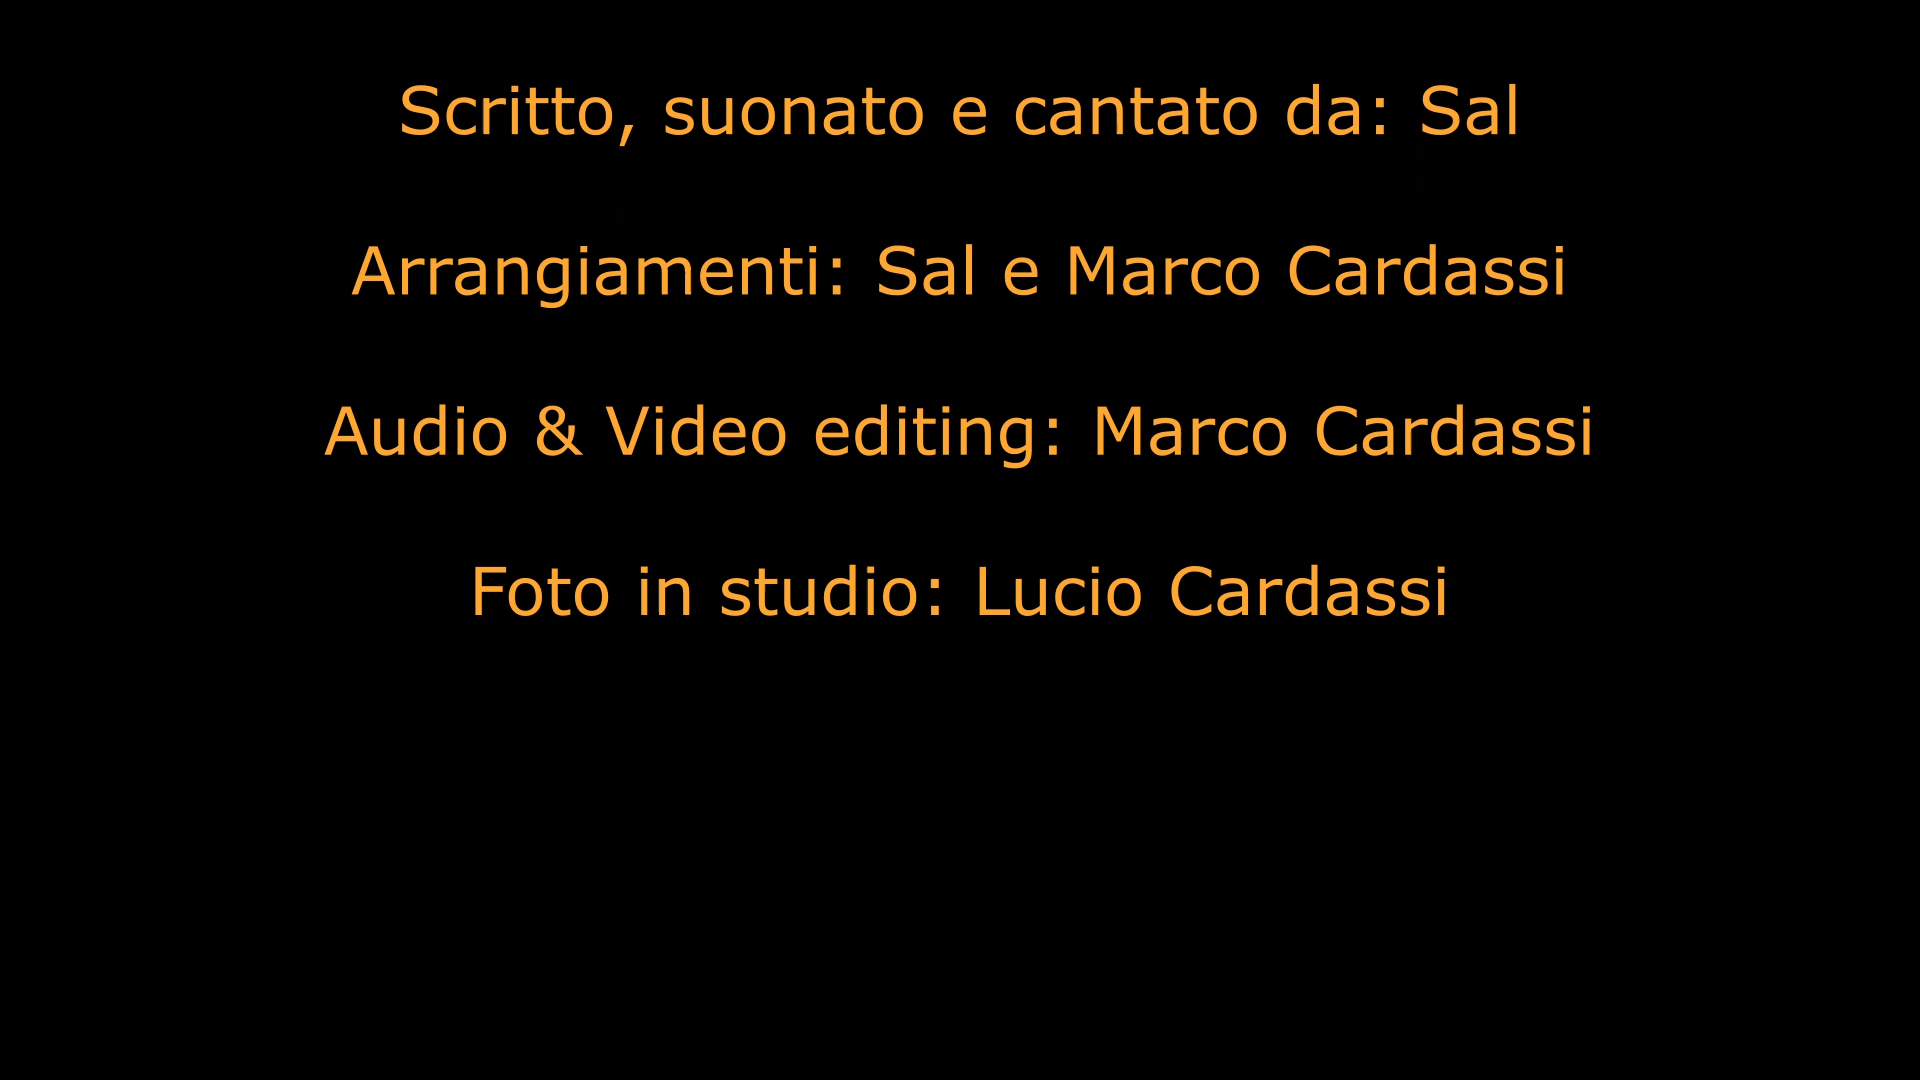 Scritto, suonato e cantato da: Sal
Arrangiamenti: Sal e Marco Cardassi
Audio & Video editing: Marco Cardassi
Foto in studio: Lucio Cardassi